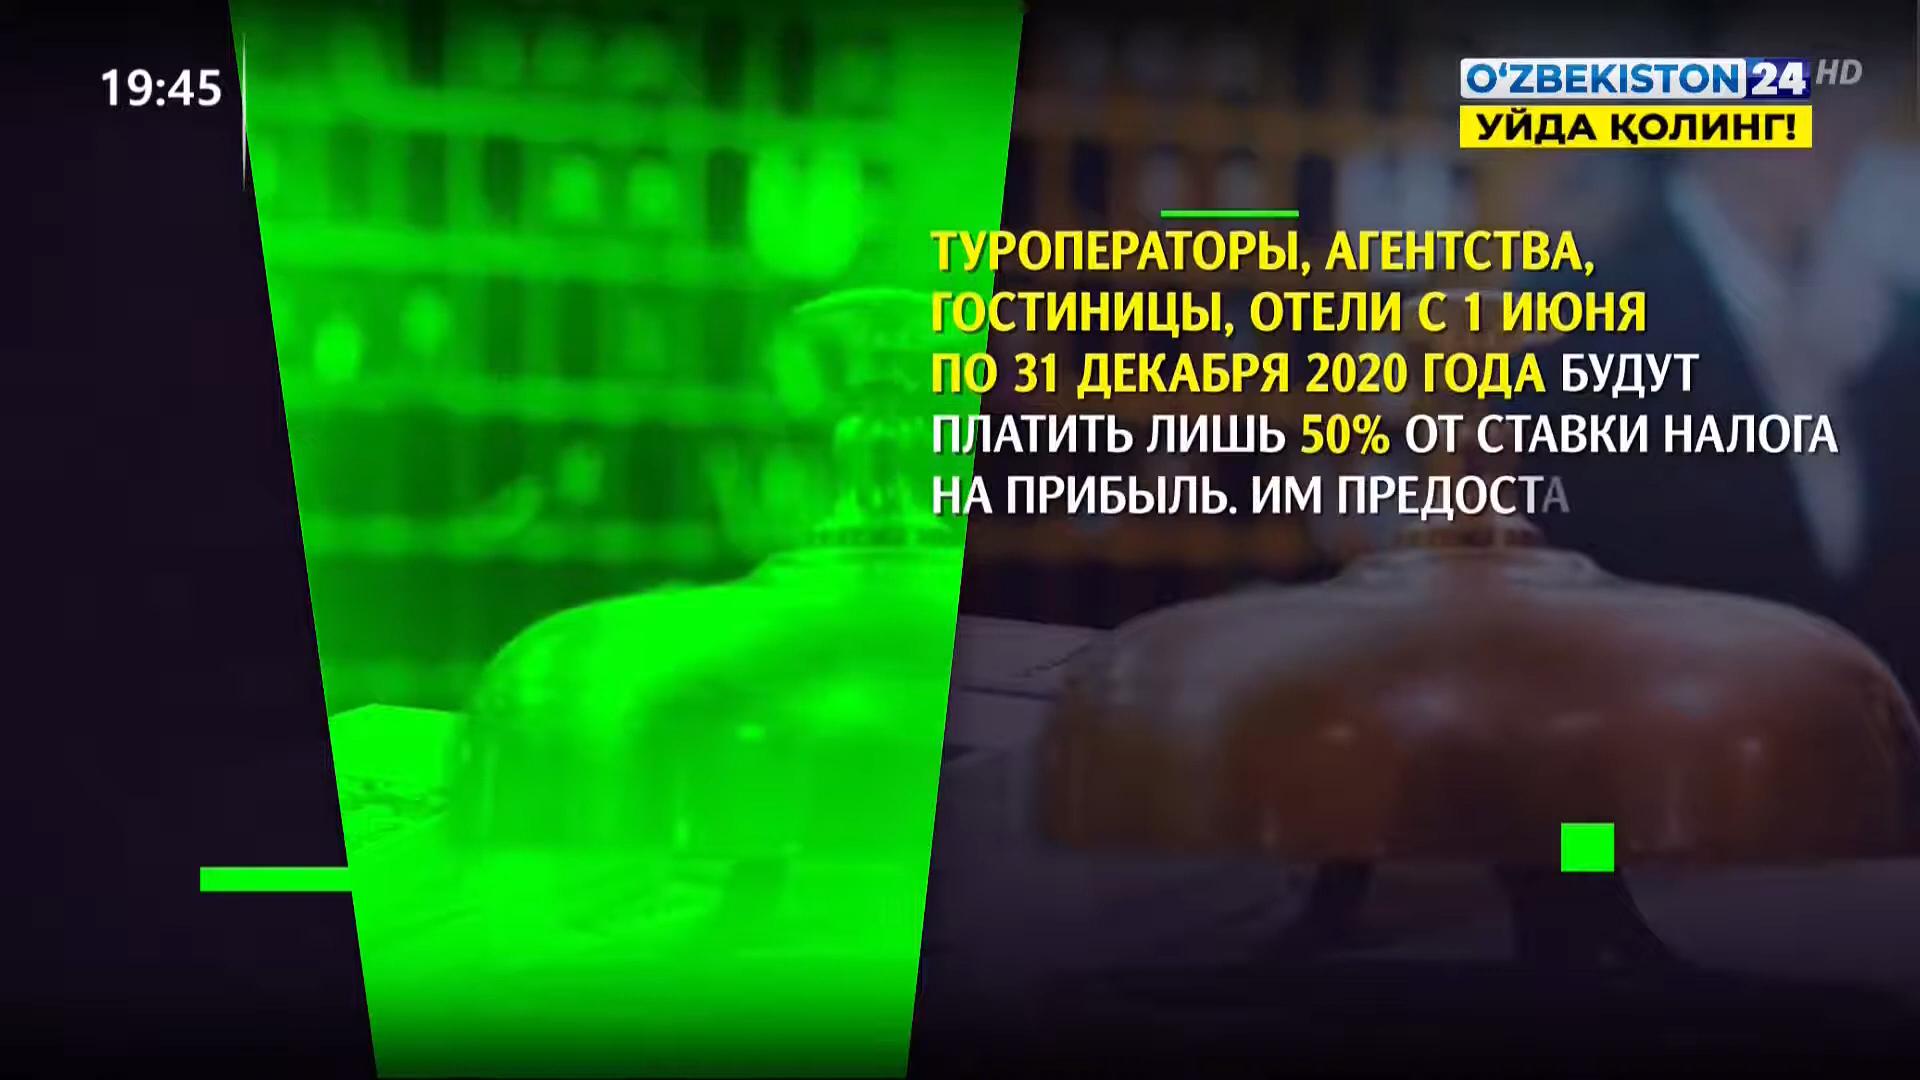 19:45
O‘ZBEKISTON 24 HD
УЙДА ҚОЛИНГ!
ТУРОПЕРАТОРЫ, АГЕНТСТВА,
ГОСТИНИЦЫ, ОТЕЛИ С 1 ИЮНЯ
ПО 31 ДЕКАБРЯ 2020 ГОДА БУДУТ
ПЛАТИТЬ ЛИШЬ 50% ОТ СТАВКИ НАЛОГА
НА ПРИБЫЛЬ. ИМ ПРЕДОСТА